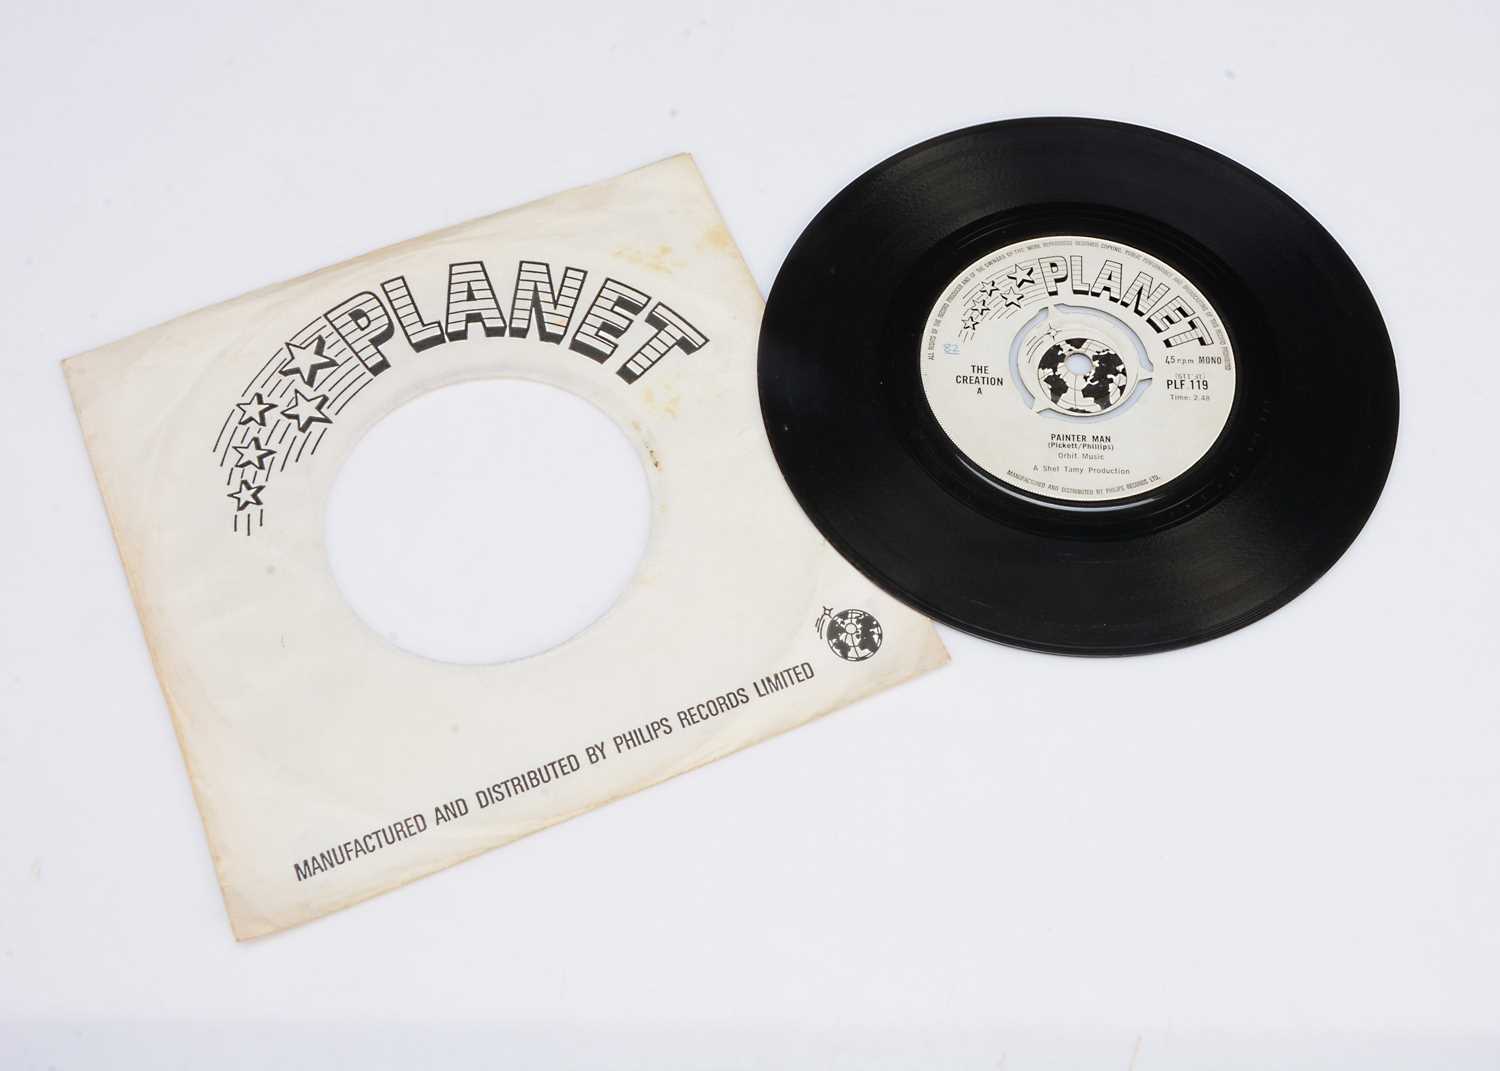 PLANET
MANUFACTURED AND DISTRIBUTED BY PHILIPS RECORDS LIMITED
PLANET
82
45 r.p.m MONO
THE
CREATION
A
PLF 119
Time: 2.48
PAINTER MAN
(Pickett/Phillips)
Orbit Music
A Shel Tamy Production
MANUFACTURED AND DISTRIBUTED BY PHILIPS RECORDS LTD.